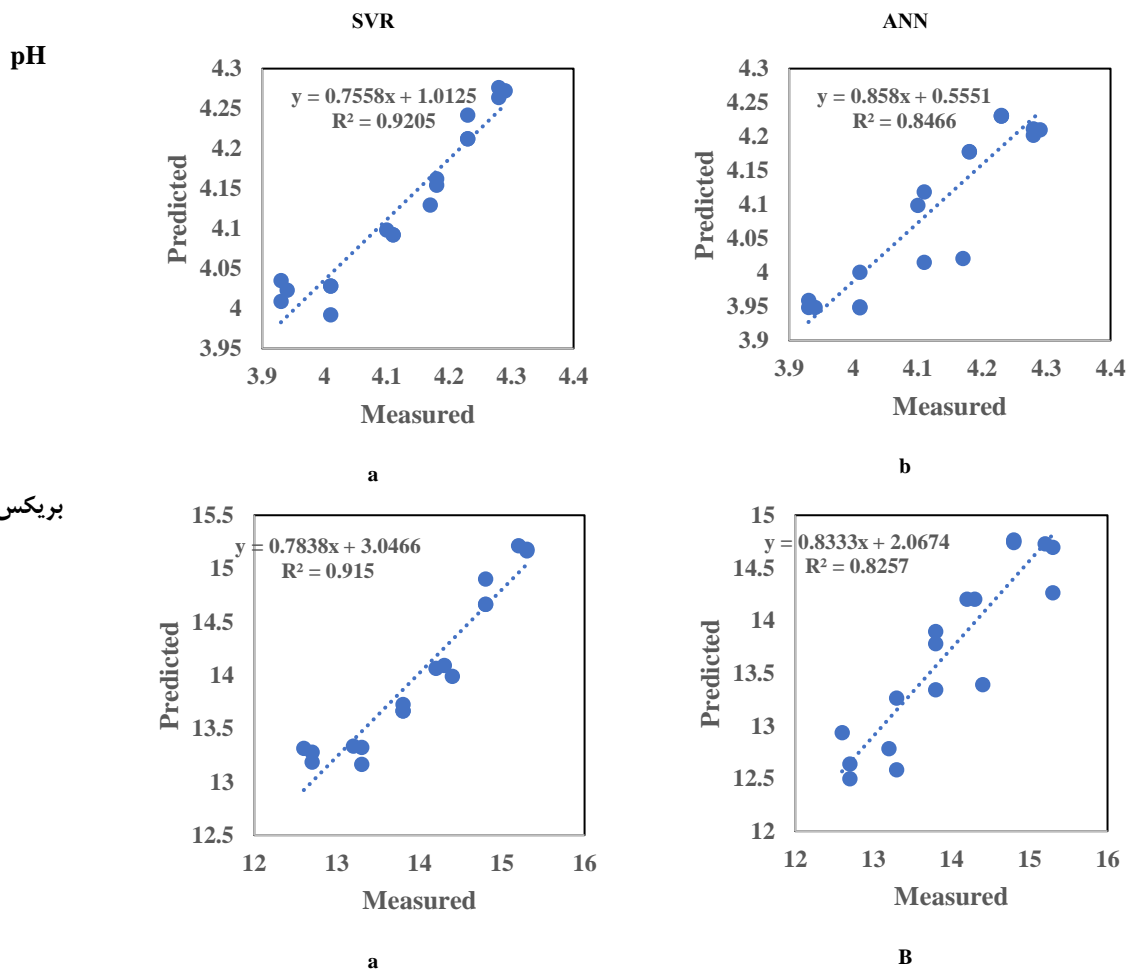 SVR
ANN
pH
4.3
4.25
4.2
4.15
4.1
4.05
4
3.95
3.9
4
4.1
4.2
4.3
4.4
y = 0.7558x + 1.0125
R² = 0.9205
Predicted
Measured
a
4.3
4.25
4.2
4.15
4.1
4.05
4
3.95
3.9
3.9
4
4.1
4.2
4.3
4.4
y = 0.858x + 0.5551
R² = 0.8466
Predicted
Measured
b
بریکس
15.5
15
14.5
14
13.5
13
12.5
12
13
14
15
16
y = 0.7838x + 3.0466
R² = 0.915
Predicted
Measured
a
15
14.5
14
13.5
13
12.5
12
12
13
14
15
16
y = 0.8333x + 2.0674
R² = 0.8257
Predicted
Measured
B